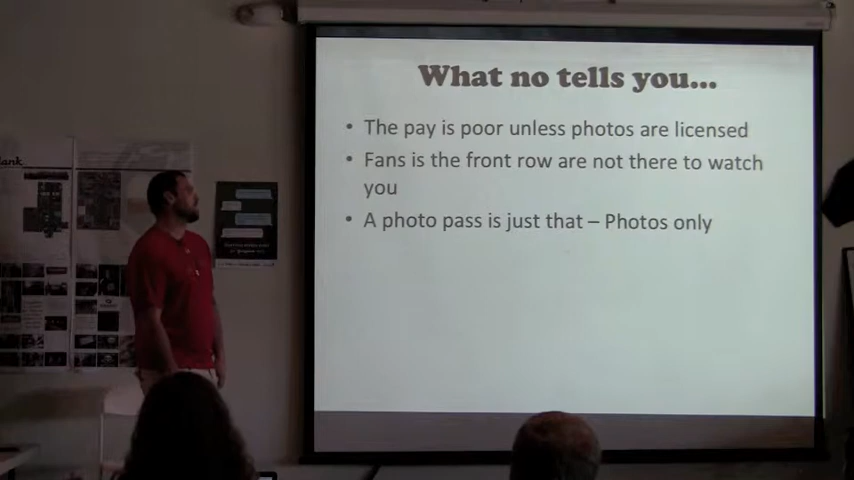 What no tells you...
• The pay is poor unless photos are licensed
• Fans is the front row are not there to watch
you
• A photo pass is just that – Photos only